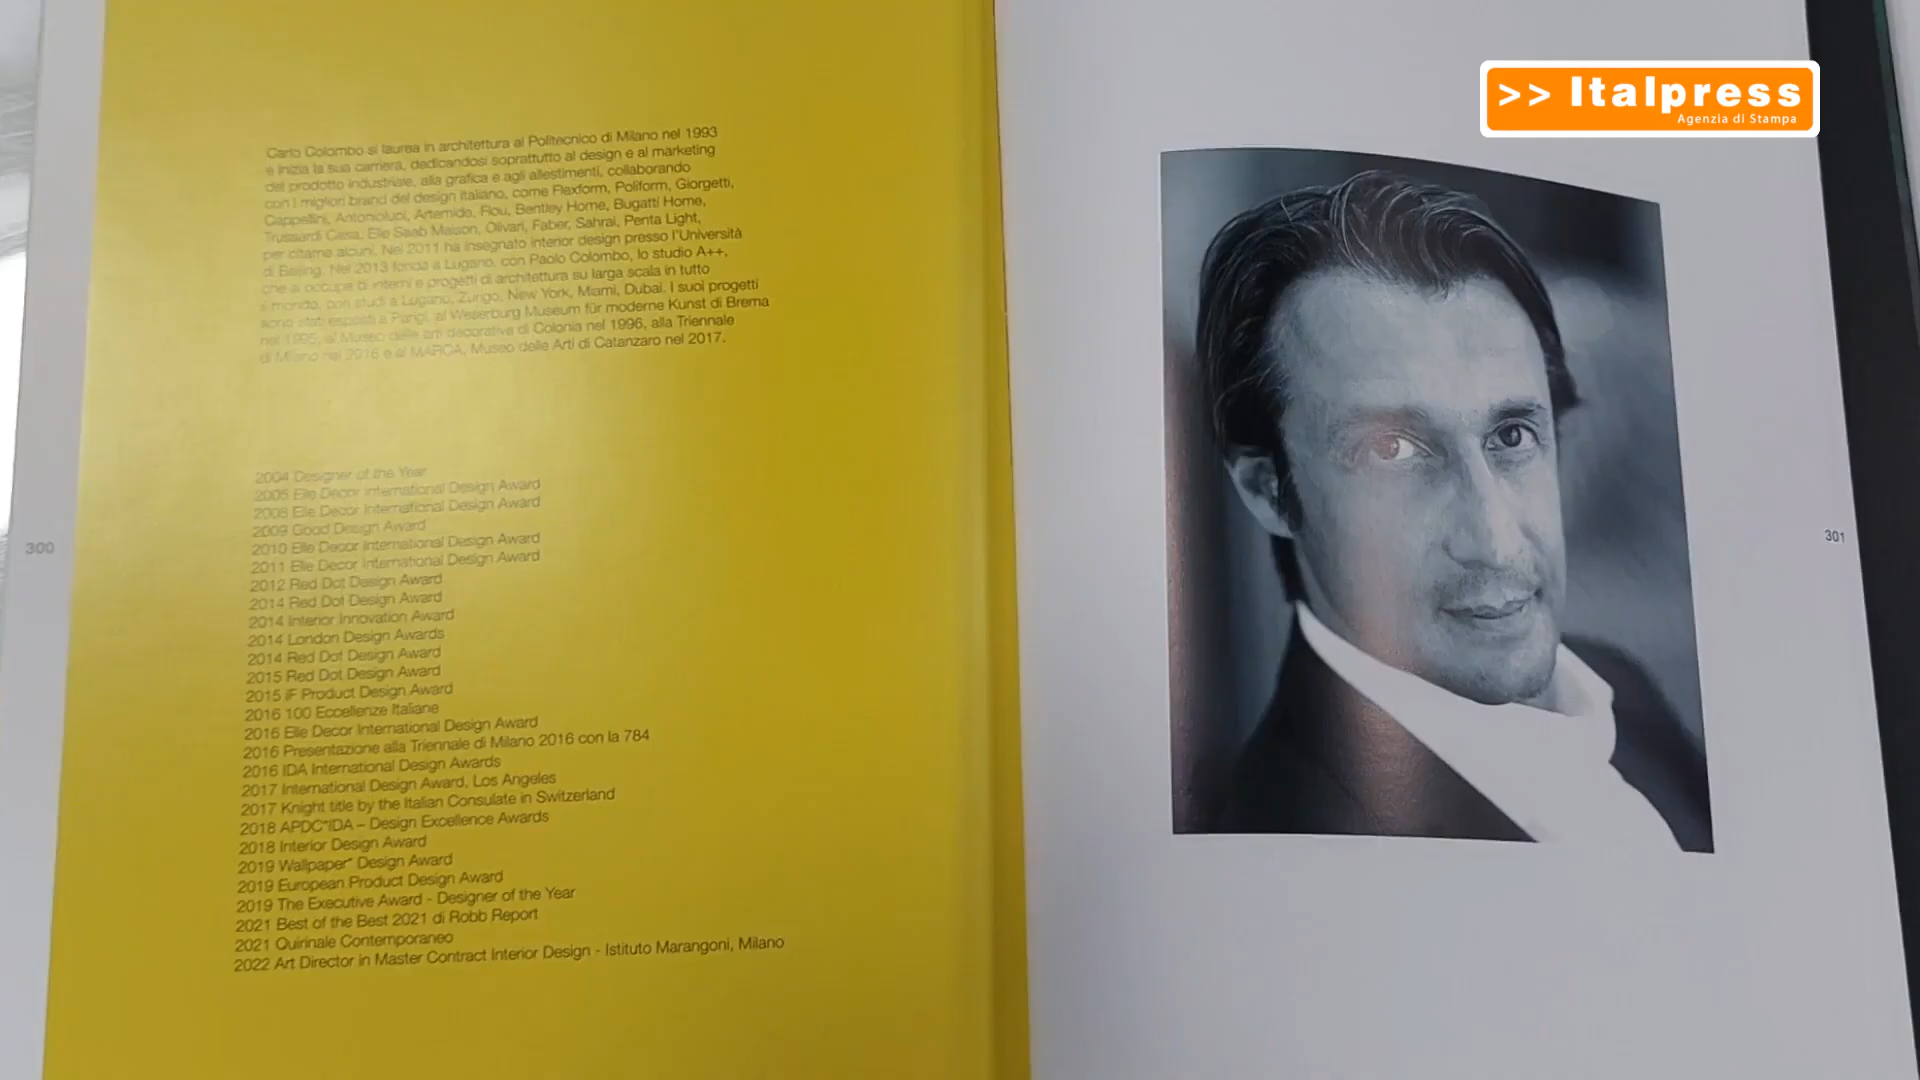 >> Italpress
Agenzia di Stampa
Carlo Colombo si laurea in architettura al Politecnico di Milano nel 1993
e inizia la sua carriera, dedicandosi soprattutto al design e al marketing
del prodotto industriale, alla grafica e agli allestimenti, collaborando
con i migliori brand del design italiano, come Flexform, Poliform, Giorgetti,
Cappellini, Antoniolupi, Artemide, Flou, Bentley Home, Bugatti Home,
Trussardi Casa, Elie Saab Maison, Olivari, Faber, Sahrai, Penta Light,
per citarne alcuni. Nel 2011 ha insegnato interior design presso l'Università
di Beijing. Nel 2013 fonda a Lugano, con Paolo Colombo, lo studio A++,
che si occupa di interni e progetti di architettura su larga scala in tutto
il mondo, con studi a Lugano, Zurigo, New York, Miami, Dubai. I suoi progetti
sono stati esposti a Parigi, al Weserburg Museum für moderne Kunst di Brema
nel 1995, al Museo delle arti decorative di Colonia nel 1996, alla Triennale
di Milano nel 2016 e al MARCA, Museo delle Arti di Catanzaro nel 2017.
2004 Designer of the Year
2005 Elle Decor International Design Award
2008 Elle Decor International Design Award
2009 Good Design Award
2010 Elle Decor International Design Award
2011 Elle Decor International Design Award
2012 Red Dot Design Award
2014 Red Dot Design Award
2014 Interior Innovation Award
2014 London Design Awards
2014 Red Dot Design Award
2015 Red Dot Design Award
2015 iF Product Design Award
2016 100 Eccellenze Italiane
2016 Elle Decor International Design Award
2016 Presentazione alla Triennale di Milano 2016 con la 784
2016 IDA International Design Awards
2017 International Design Award, Los Angeles
2017 Knight title by the Italian Consulate in Switzerland
2018 APDC*IDA – Design Excellence Awards
2018 Interior Design Award
2019 Wallpaper* Design Award
2019 European Product Design Award
2019 The Executive Award - Designer of the Year
2021 Best of the Best 2021 di Robb Report
2021 Quirinale Contemporaneo
2022 Art Director in Master Contract Interior Design - Istituto Marangoni, Milano
300
301